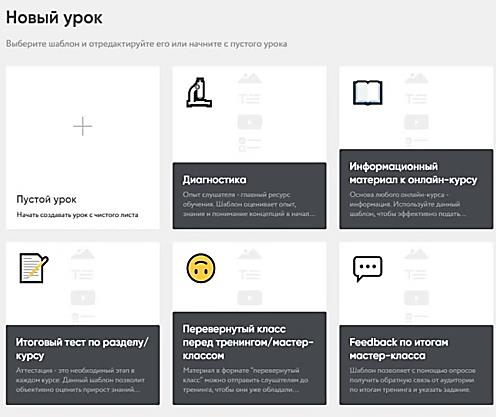 Новый урок
Выберите шаблон и отредактируйте его или начните с пустого урока
Пустой урок
Начать создавать урок с чистого листа
Диагностика
Опыт слушателя - главный ресурс
обучения. Шаблон оценивает опыт,
знания и понимание концепций в начал...
Информационный
материал к онлайн-курсу
Основа любого онлайн-курса -
информация. Используйте данный
шаблон, чтобы эффективно подать...
Итоговый тест по разделу/
курсу
Аттестация - это необходимый этап в
каждом курсе. Данный шаблон позволит
объективно оценить прирост знаний...
Перевернутый класс
перед тренингом/мастер-
классом
Материал в формате "перевернутый
класс" можно отправить слушателям до
тренинга, чтобы они уже обладали...
Feedback по итогам
мастер-класса
Шаблон позволяет с помощью опросов
получить обратную связь от аудитории
по итогам тренинга и указать задание.